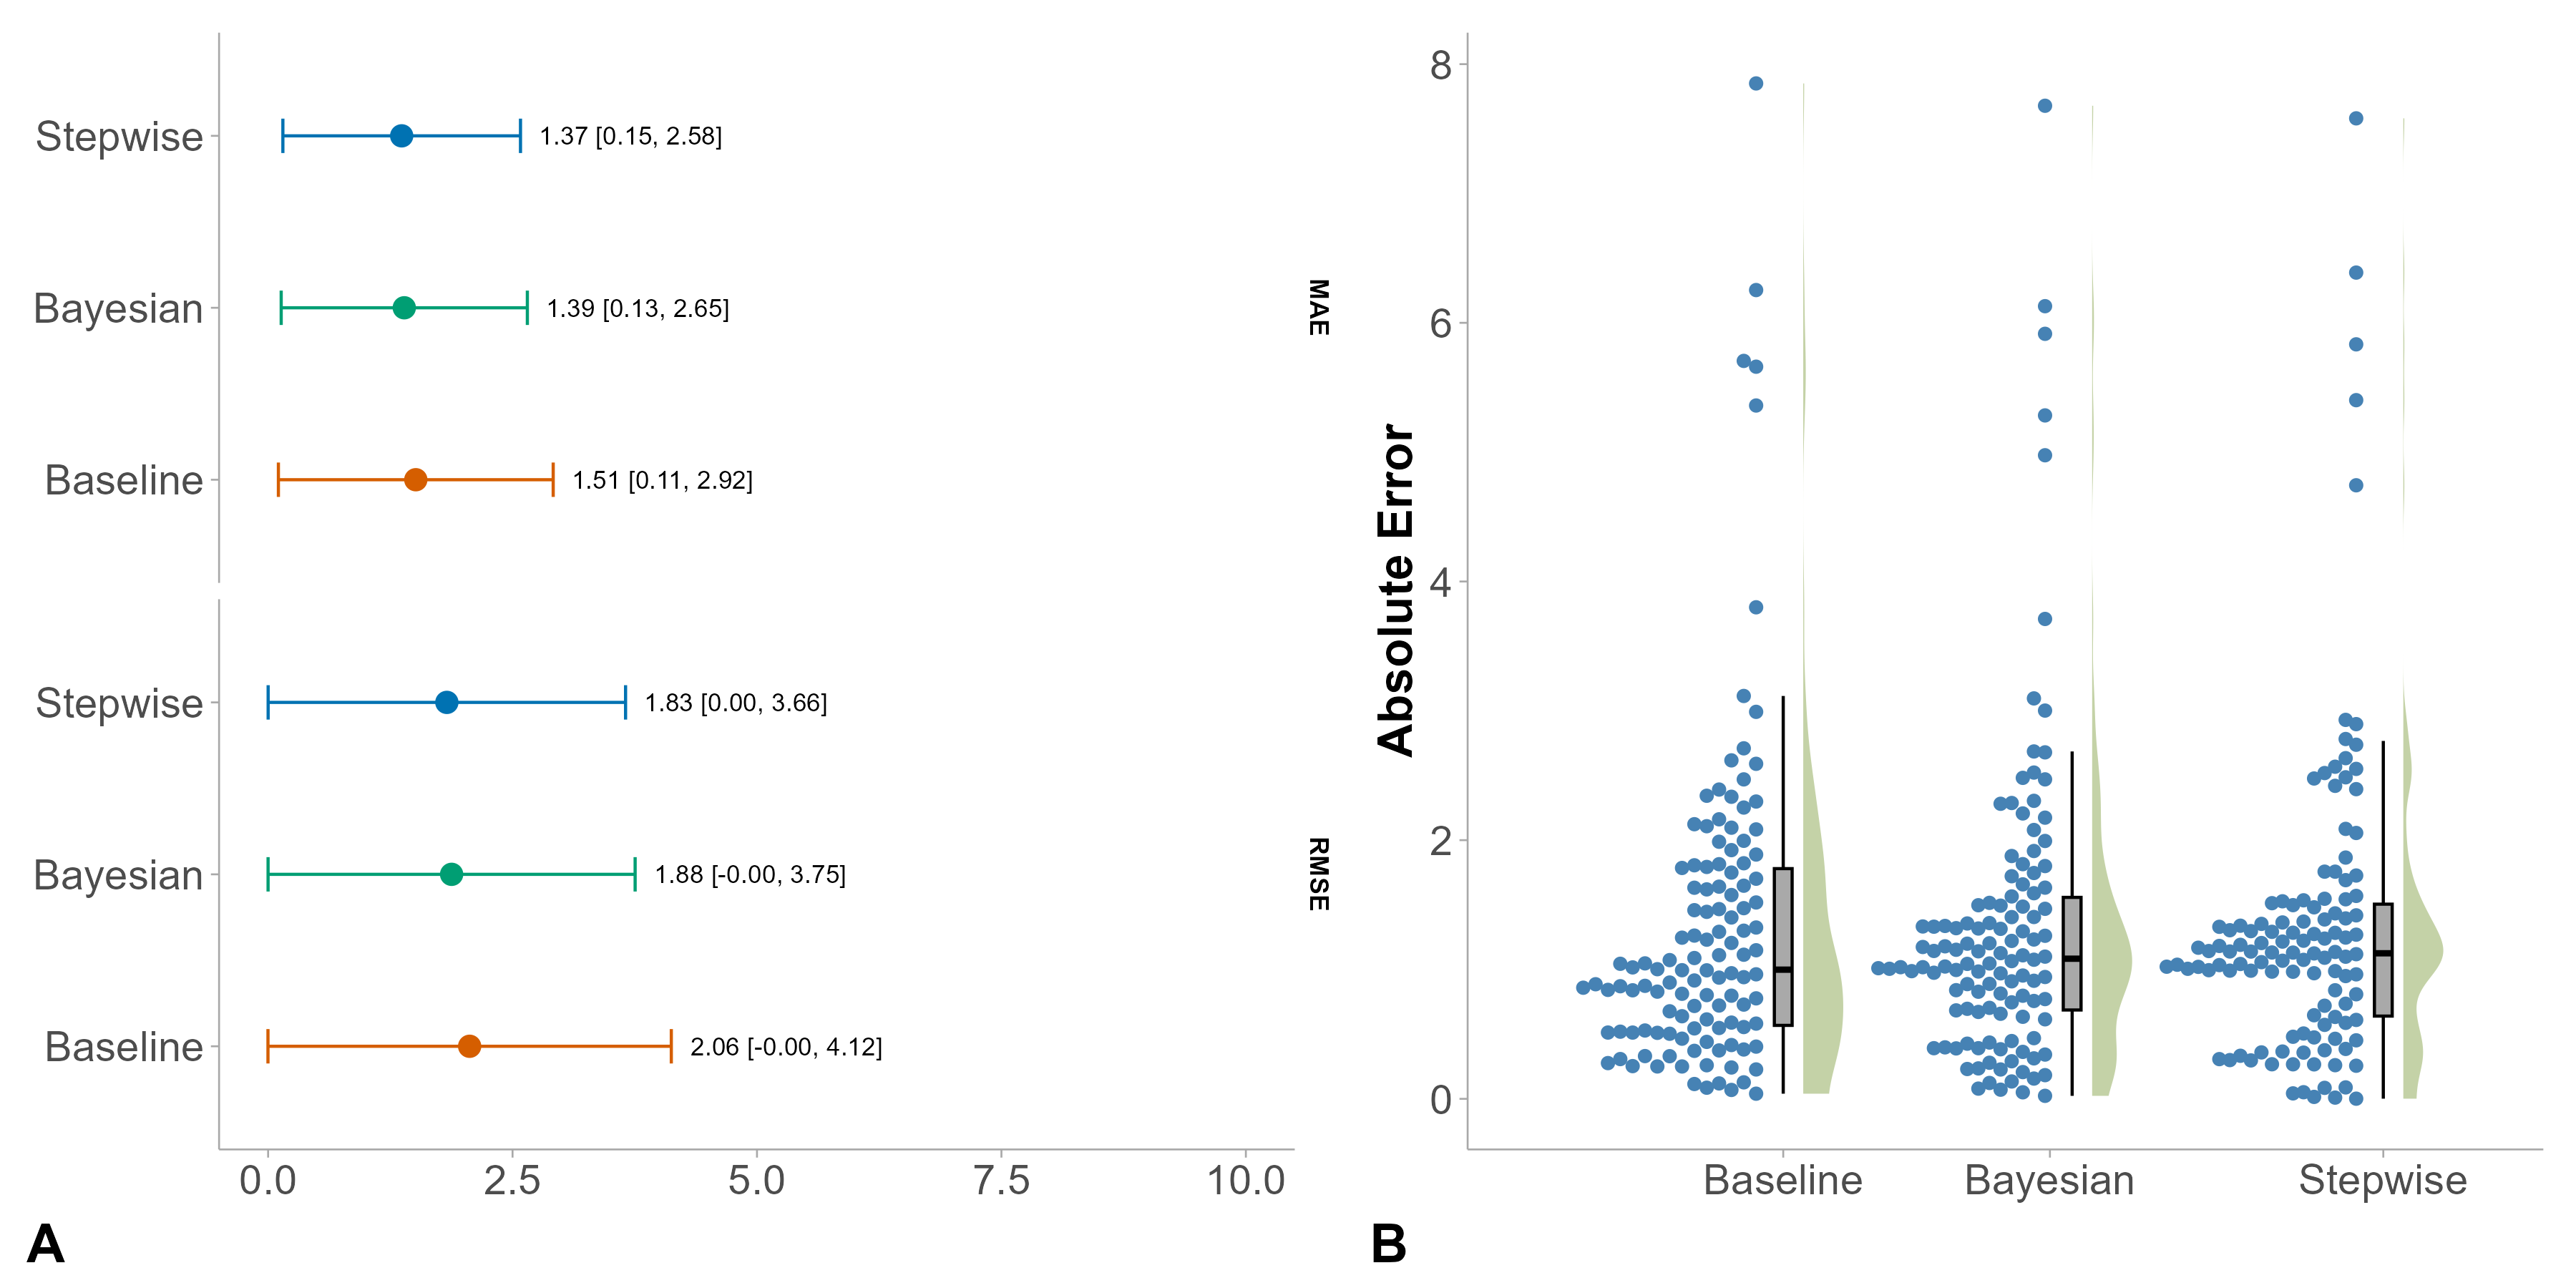 Stepwise
1.37 [0.15, 2.58]
Bayesian
1.39 [0.13, 2.65]
Baseline
1.51 [0.11, 2.92]
MAE
Stepwise
1.83 [0.00, 3.66]
Bayesian
1.88 [-0.00, 3.75]
Baseline
2.06 [-0.00, 4.12]
RMSE
0.0 2.5 5.0 7.5 10.0
A
Absolute Error
8
6
4
2
0
Baseline Bayesian Stepwise
B